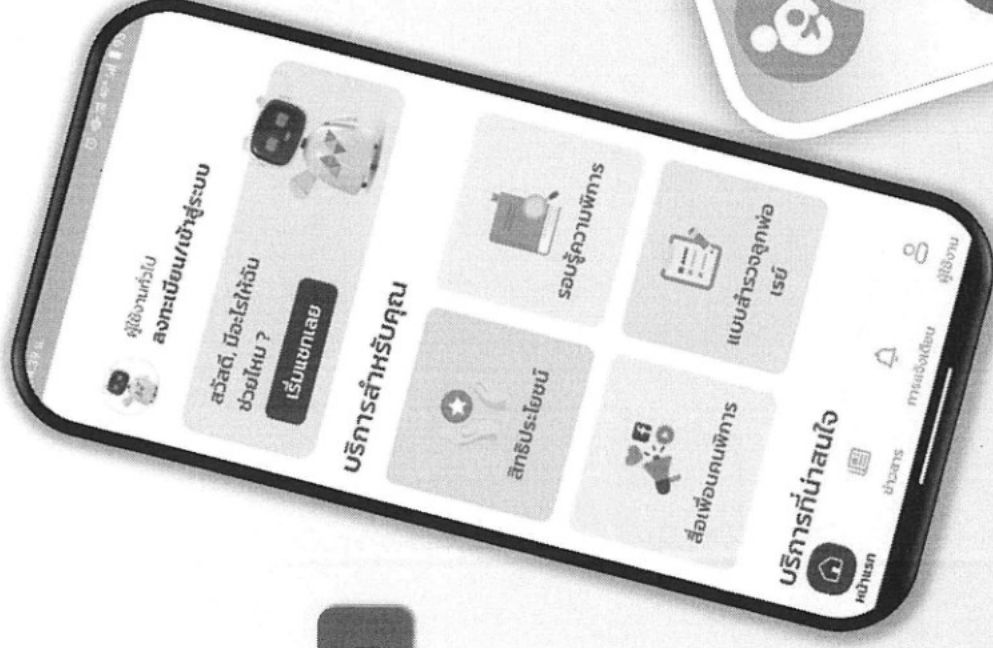 ผู้ใช้งานทั่วไป
ลงทะเบียน/เข้าสู่ระบบ
สวัสดี, มีอะไรให้ฉัน
ช่วยไหม ?
เริ่มแชทเลย
บริการสำหรับคุณ
สิทธิประโยชน์
รอบรู้ความพิการ
สื่อเพื่อนคนพิการ
แบบสำรวจลูกพ่อ
เรย์
บริการที่น่าสนใจ
หน้าแรก
ข่าวสาร
การแจ้งเตือน
ผู้ใช้งาน